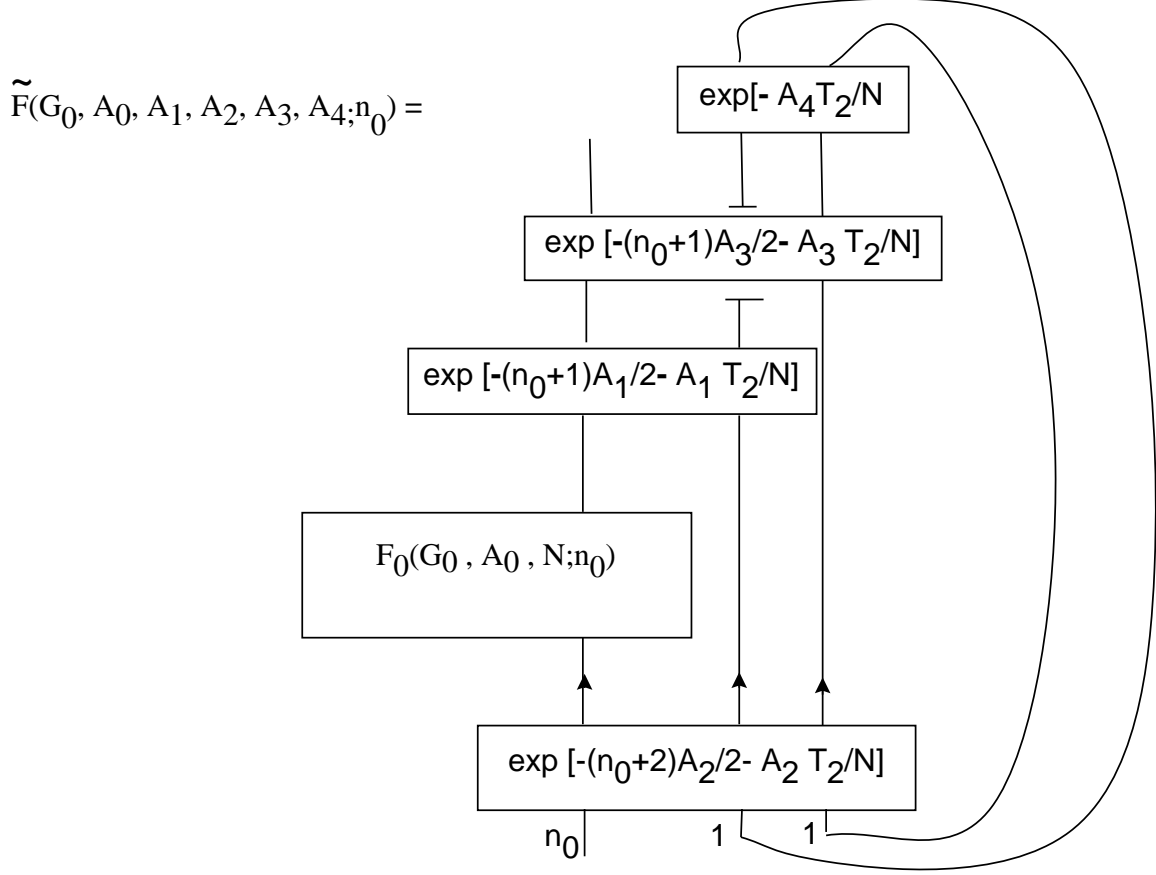 exp[- A₄T₂/N
F̃(G₀, A₀, A₁, A₂, A₃, A₄;n₀) =
exp [-(n₀+1)A₃/2- A₃ T₂/N]
exp [-(n₀+1)A₁/2- A₁ T₂/N]
F₀(G₀ , A₀ , N;n₀)
exp [-(n₀+2)A₂/2- A₂ T₂/N]
n₀ 1 1